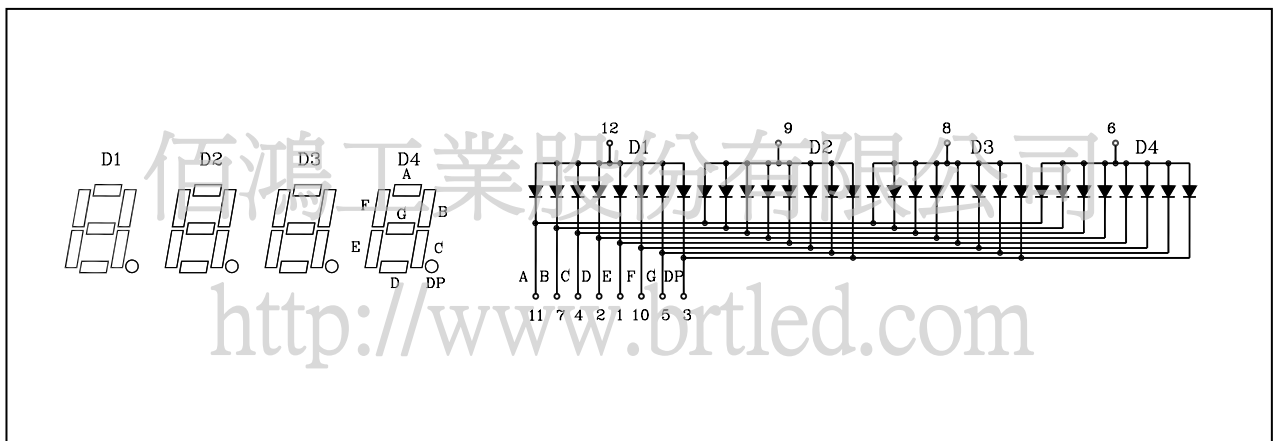 佰鴻工業股份有限公司
http://www.brtled.com
D1 D2 D3 D4
A
F B
G
E C
D DP
12 9 8 6
D1 D2 D3 D4
A B C D E F G DP
11 7 4 2 1 10 5 3